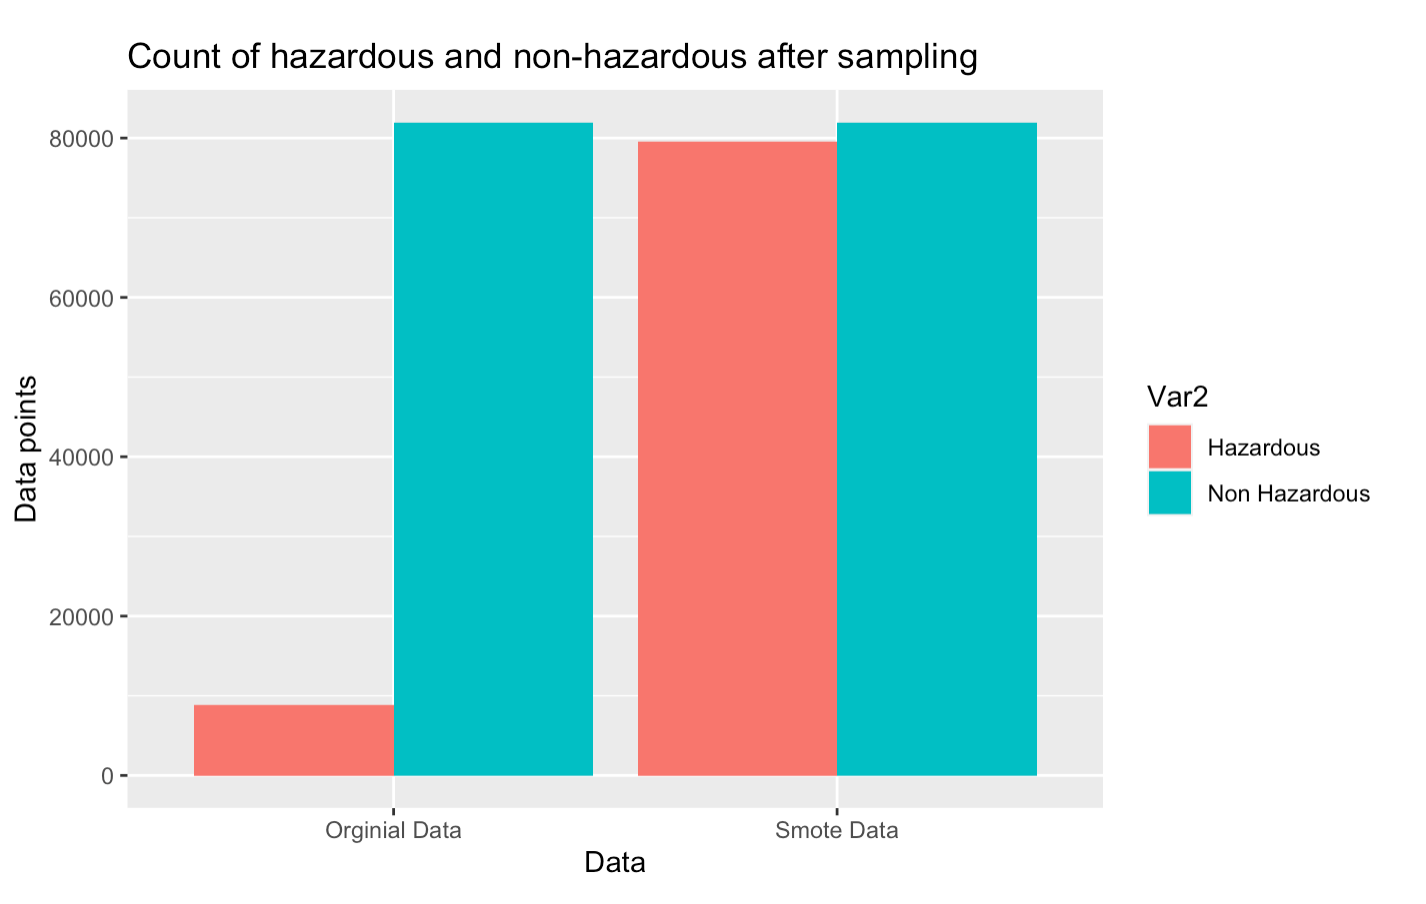 Count of hazardous and non-hazardous after sampling
80000
60000
40000
20000
0
Data points
Orginial Data
Smote Data
Data
Var2
Hazardous
Non Hazardous